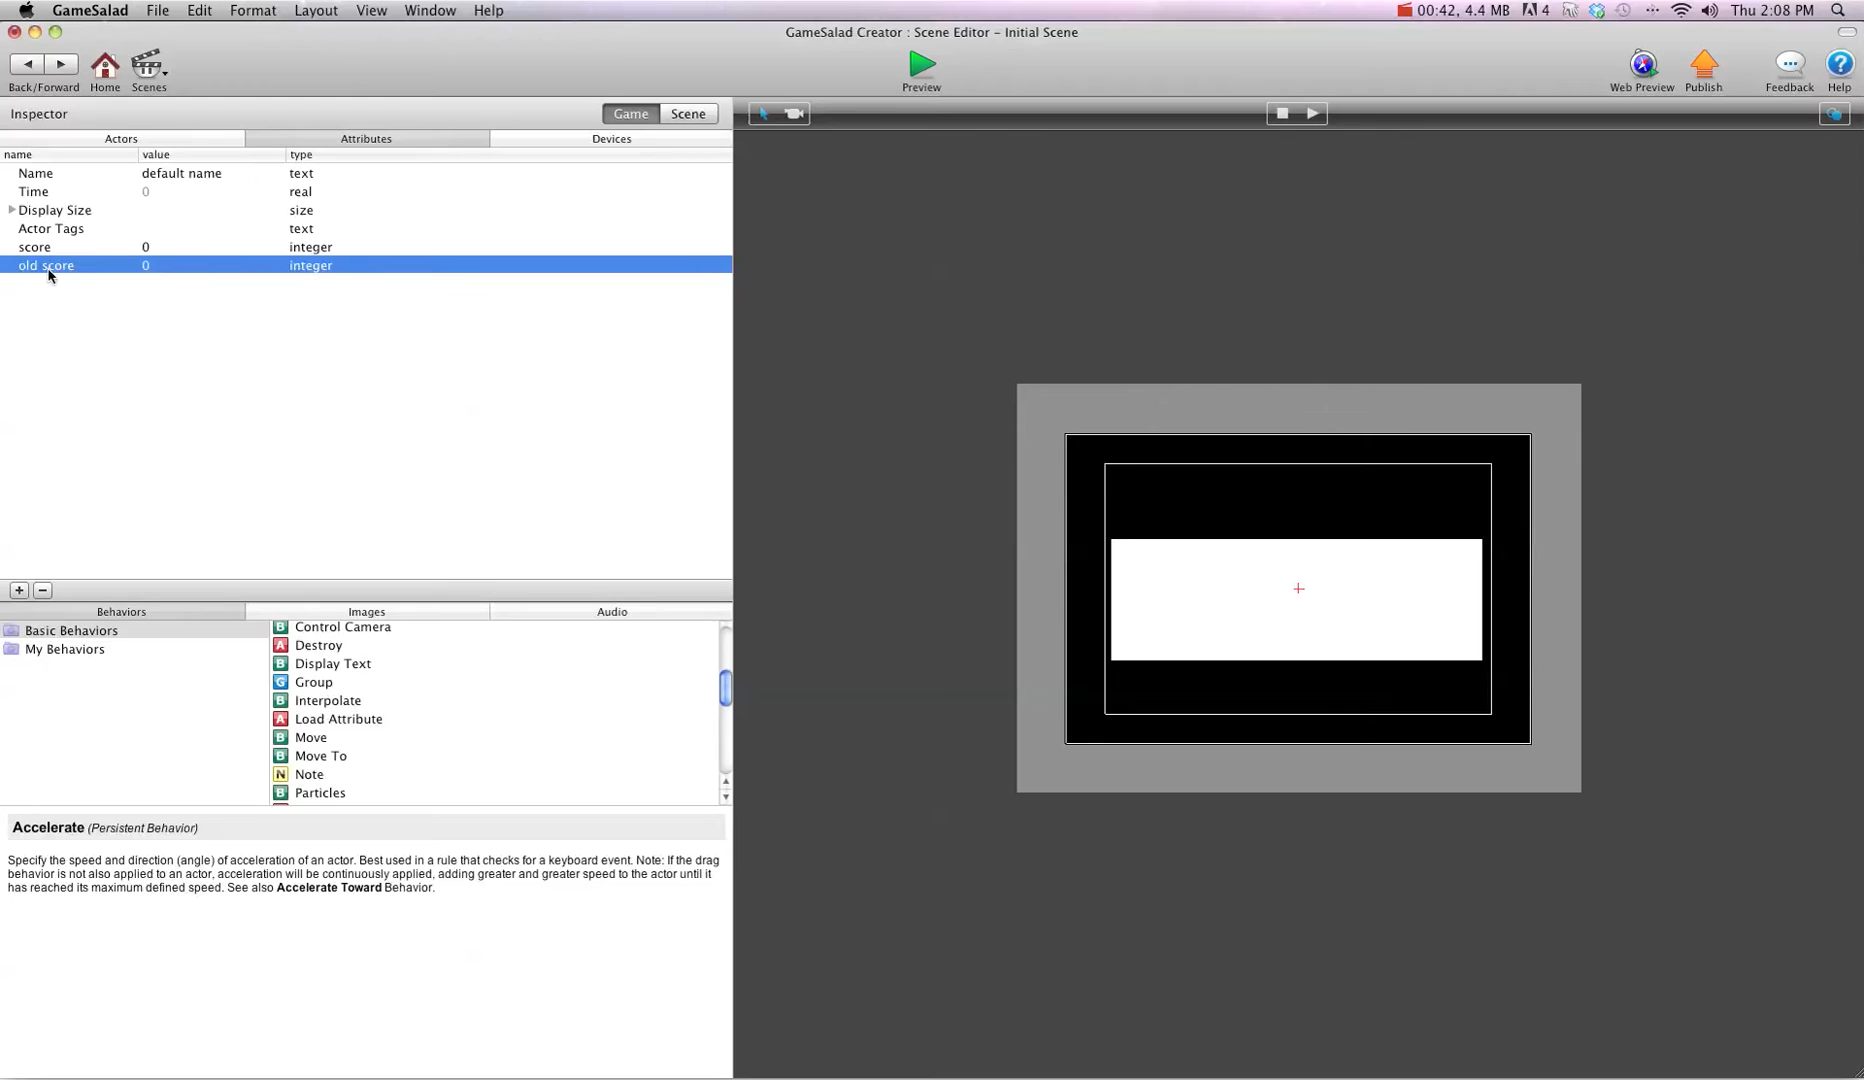 GameSalad File Edit Format Layout View Window Help 00:42, 4.4 MB 4 Thu 2:08 PM
GameSalad Creator : Scene Editor - Initial Scene
Back/Forward Home Scenes Preview Web Preview Publish Feedback Help
Inspector Game Scene
Actors Attributes Devices
name value type
Name default name text
Time 0 real
Display Size size
Actor Tags text
score 0 integer
old score 0 integer
+ −
Behaviors Images Audio
Basic Behaviors B Control Camera
A Destroy
My Behaviors
B Display Text
G Group
B Interpolate
A Load Attribute
B Move
B Move To
N Note
B Particles
Accelerate (Persistent Behavior)
Specify the speed and direction (angle) of acceleration of an actor. Best used in a rule that checks for a keyboard event. Note: If the drag
behavior is not also applied to an actor, acceleration will be continuously applied, adding greater and greater speed to the actor until it
has reached its maximum defined speed. See also Accelerate Toward Behavior.